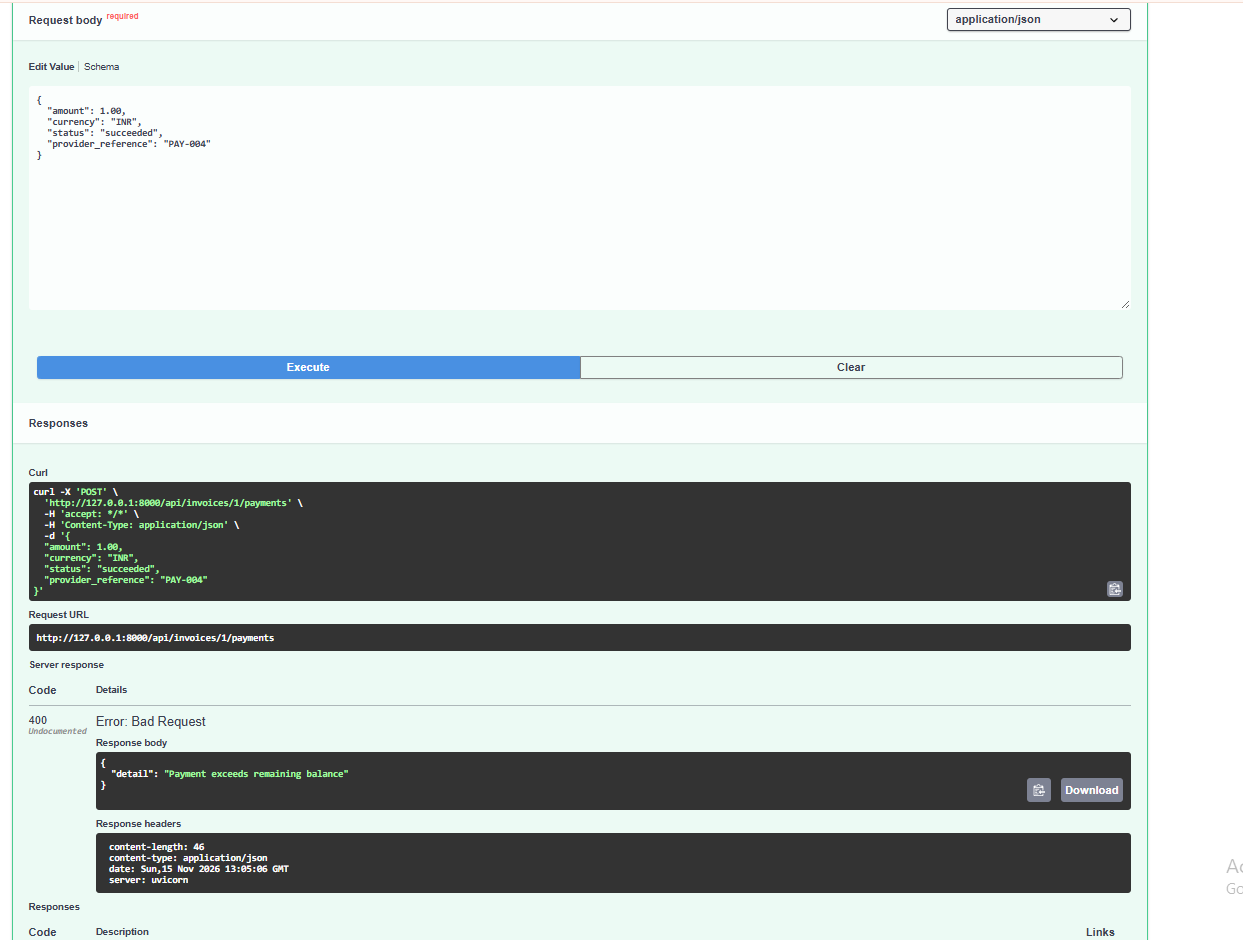 Request body required
application/json
Edit Value
Schema
{
  "amount": 1.00,
  "currency": "INR",
  "status": "succeeded",
  "provider_reference": "PAY-004"
}
Execute
Clear
Responses
Curl
curl -X 'POST' \
  'http://127.0.0.1:8000/api/invoices/1/payments' \
  -H 'accept: */*' \
  -H 'Content-Type: application/json' \
  -d '{
  "amount": 1.00,
  "currency": "INR",
  "status": "succeeded",
  "provider_reference": "PAY-004"
}'
Request URL
http://127.0.0.1:8000/api/invoices/1/payments
Server response
Code
Details
400
Undocumented
Error: Bad Request
Response body
{
  "detail": "Payment exceeds remaining balance"
}
Download
Response headers
content-length: 46
content-type: application/json
date: Sun,15 Nov 2026 13:05:06 GMT
server: uvicorn
Responses
Code
Description
Links